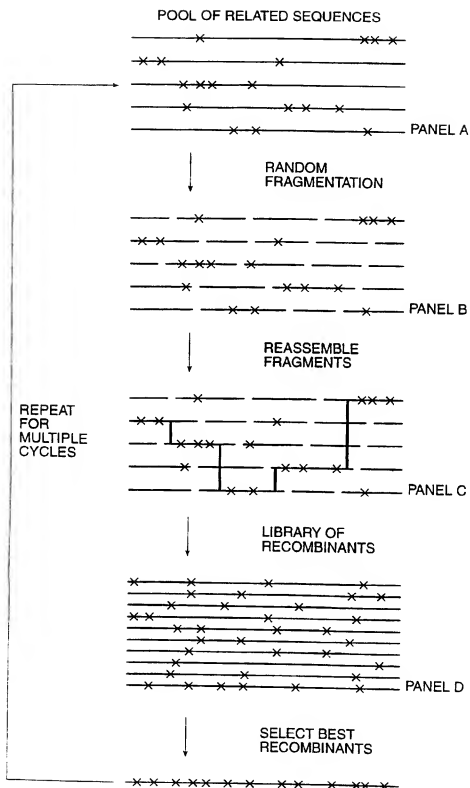 POOL OF RELATED SEQUENCES
PANEL A
RANDOM
FRAGMENTATION
PANEL B
REASSEMBLE
FRAGMENTS
REPEAT
FOR
MULTIPLE
CYCLES
PANEL C
LIBRARY OF
RECOMBINANTS
PANEL D
SELECT BEST
RECOMBINANTS